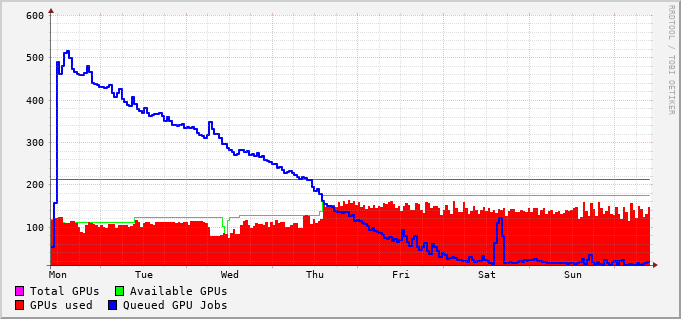 600
500
400
300
200
100
Mon Tue Wed Thu Fri Sat Sun
Total GPUs Available GPUs
GPUs used Queued GPU Jobs
RRDTOOL / TOBI OETIKER